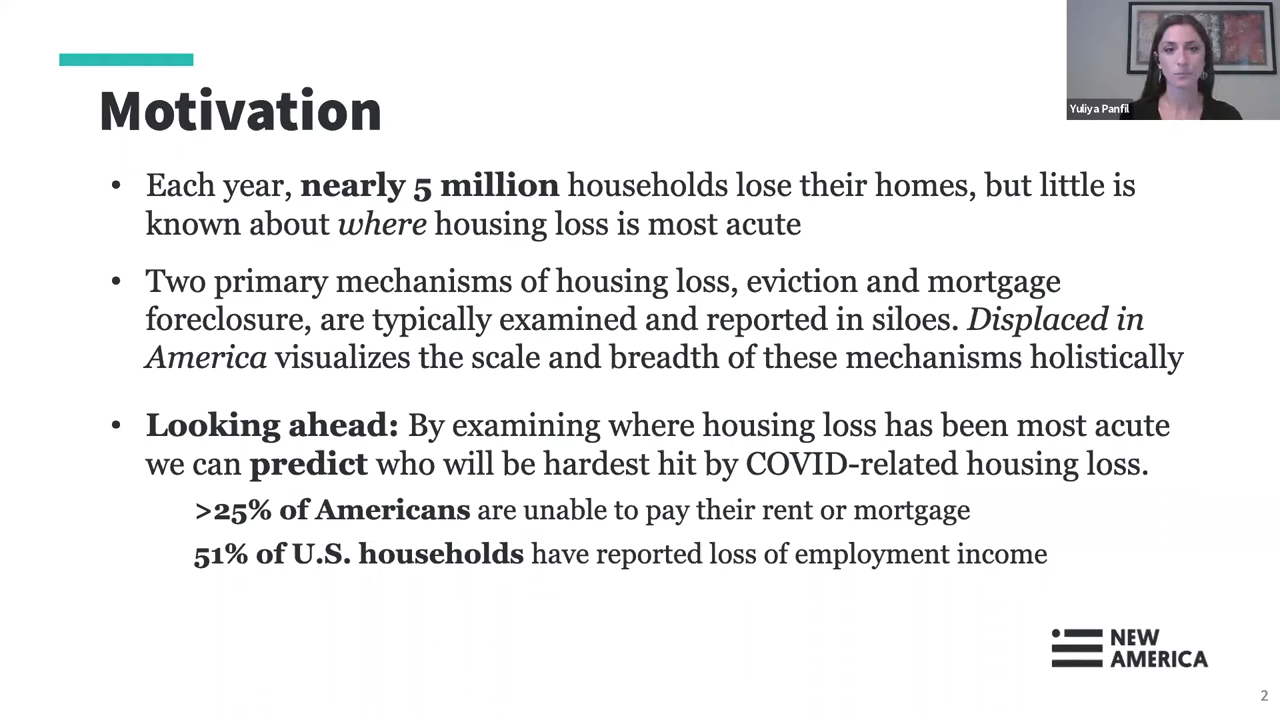 Yuliya Panfil
Motivation
• Each year, nearly 5 million households lose their homes, but little is
known about where housing loss is most acute
• Two primary mechanisms of housing loss, eviction and mortgage
foreclosure, are typically examined and reported in siloes. Displaced in
America visualizes the scale and breadth of these mechanisms holistically
• Looking ahead: By examining where housing loss has been most acute
we can predict who will be hardest hit by COVID-related housing loss.
>25% of Americans are unable to pay their rent or mortgage
51% of U.S. households have reported loss of employment income
NEW
AMERICA
2